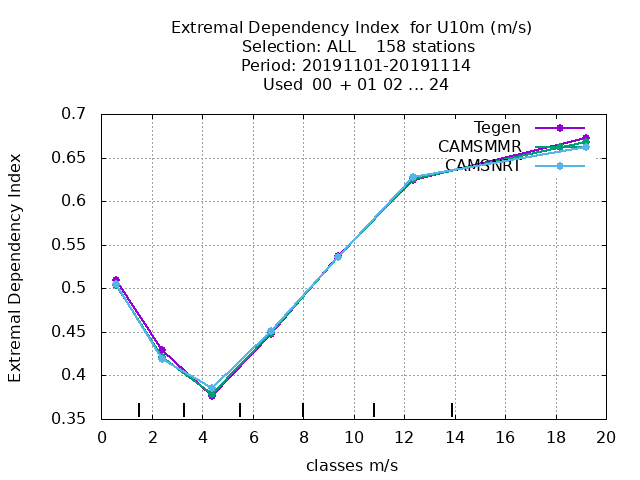 Extremal Dependency Index  for U10m (m/s)
Selection: ALL    158 stations
Period: 20191101-20191114
Used  00 + 01 02 ... 24
Extremal Dependency Index
0.7
0.65
0.6
0.55
0.5
0.45
0.4
0.35
Tegen
CAMSMMR
CAMSNRT
0 2 4 6 8 10 12 14 16 18 20
classes m/s